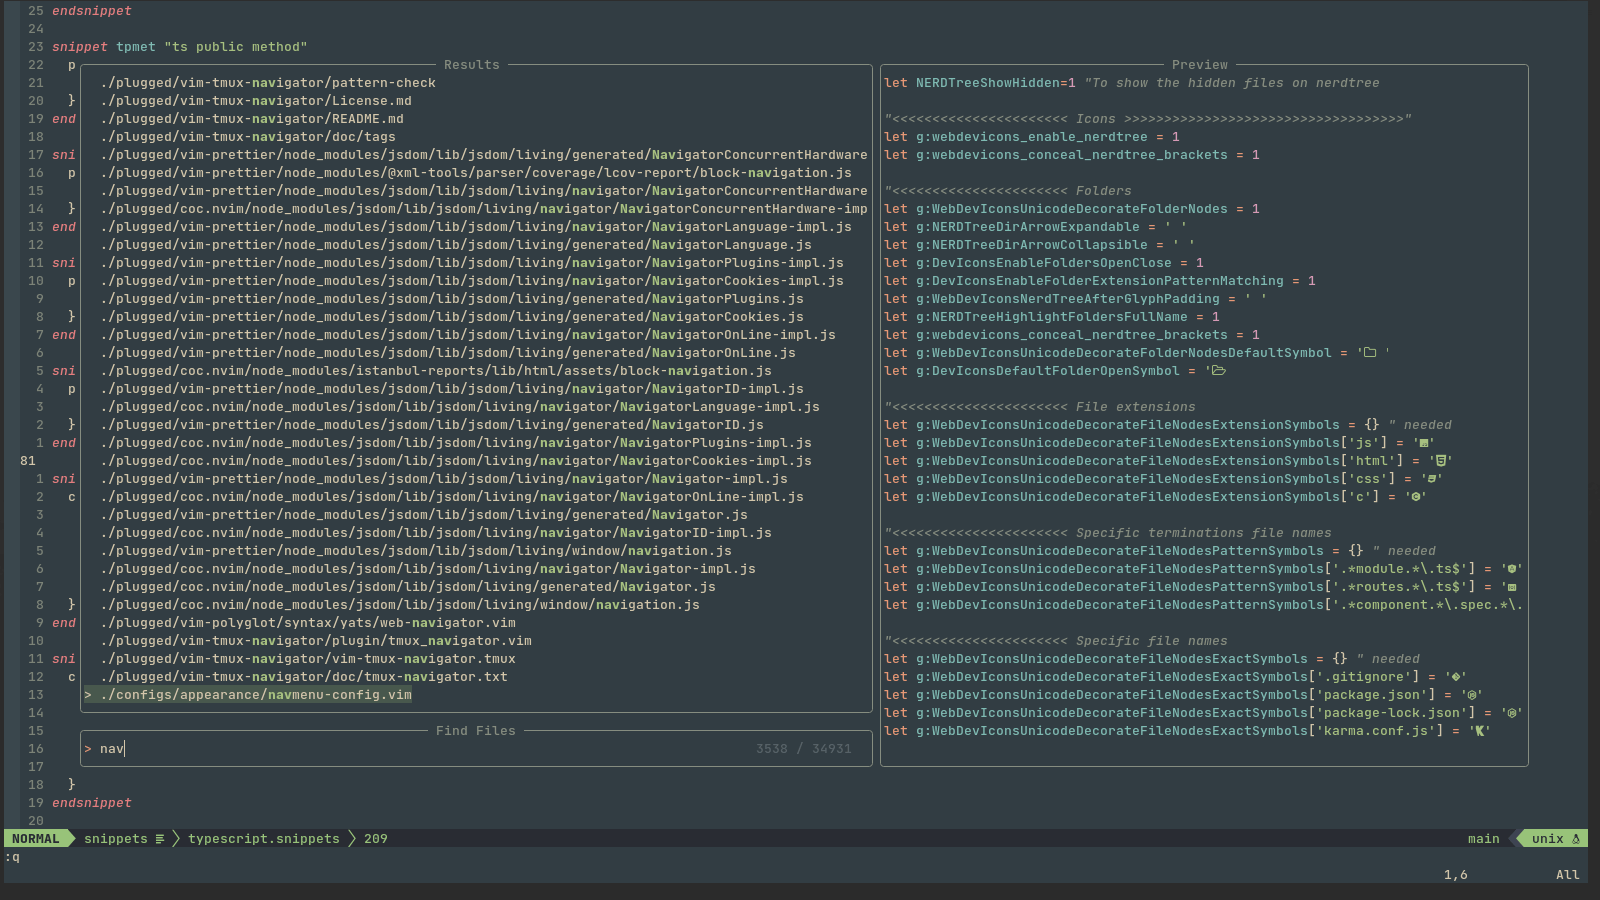 25 endsnippet
24
23 snippet tpmet "ts public method"
22 p
21
20 }
19 end
18
17 sni
16 p
15
14 }
13 end
12
11 sni
10 p
9
8 }
7 end
6
5 sni
4 p
3
2 }
1 end
81
1 sni
2 c
3
4
5
6
7
8 }
9 end
10
11 sni
12 c
13
14
15
16
17
18 }
19 endsnippet
20
Results
./plugged/vim-tmux-navigator/pattern-check
./plugged/vim-tmux-navigator/License.md
./plugged/vim-tmux-navigator/README.md
./plugged/vim-tmux-navigator/doc/tags
./plugged/vim-prettier/node_modules/jsdom/lib/jsdom/living/generated/NavigatorConcurrentHardware
./plugged/vim-prettier/node_modules/@xml-tools/parser/coverage/lcov-report/block-navigation.js
./plugged/vim-prettier/node_modules/jsdom/lib/jsdom/living/navigator/NavigatorConcurrentHardware
./plugged/coc.nvim/node_modules/jsdom/lib/jsdom/living/navigator/NavigatorConcurrentHardware-imp
./plugged/vim-prettier/node_modules/jsdom/lib/jsdom/living/navigator/NavigatorLanguage-impl.js
./plugged/vim-prettier/node_modules/jsdom/lib/jsdom/living/generated/NavigatorLanguage.js
./plugged/vim-prettier/node_modules/jsdom/lib/jsdom/living/navigator/NavigatorPlugins-impl.js
./plugged/vim-prettier/node_modules/jsdom/lib/jsdom/living/navigator/NavigatorCookies-impl.js
./plugged/vim-prettier/node_modules/jsdom/lib/jsdom/living/generated/NavigatorPlugins.js
./plugged/vim-prettier/node_modules/jsdom/lib/jsdom/living/generated/NavigatorCookies.js
./plugged/vim-prettier/node_modules/jsdom/lib/jsdom/living/navigator/NavigatorOnLine-impl.js
./plugged/vim-prettier/node_modules/jsdom/lib/jsdom/living/generated/NavigatorOnLine.js
./plugged/coc.nvim/node_modules/istanbul-reports/lib/html/assets/block-navigation.js
./plugged/vim-prettier/node_modules/jsdom/lib/jsdom/living/navigator/NavigatorID-impl.js
./plugged/coc.nvim/node_modules/jsdom/lib/jsdom/living/navigator/NavigatorLanguage-impl.js
./plugged/vim-prettier/node_modules/jsdom/lib/jsdom/living/generated/NavigatorID.js
./plugged/coc.nvim/node_modules/jsdom/lib/jsdom/living/navigator/NavigatorPlugins-impl.js
./plugged/coc.nvim/node_modules/jsdom/lib/jsdom/living/navigator/NavigatorCookies-impl.js
./plugged/vim-prettier/node_modules/jsdom/lib/jsdom/living/navigator/Navigator-impl.js
./plugged/coc.nvim/node_modules/jsdom/lib/jsdom/living/navigator/NavigatorOnLine-impl.js
./plugged/vim-prettier/node_modules/jsdom/lib/jsdom/living/generated/Navigator.js
./plugged/coc.nvim/node_modules/jsdom/lib/jsdom/living/navigator/NavigatorID-impl.js
./plugged/vim-prettier/node_modules/jsdom/lib/jsdom/living/window/navigation.js
./plugged/coc.nvim/node_modules/jsdom/lib/jsdom/living/navigator/Navigator-impl.js
./plugged/coc.nvim/node_modules/jsdom/lib/jsdom/living/generated/Navigator.js
./plugged/coc.nvim/node_modules/jsdom/lib/jsdom/living/window/navigation.js
./plugged/vim-polyglot/syntax/yats/web-navigator.vim
./plugged/vim-tmux-navigator/plugin/tmux_navigator.vim
./plugged/vim-tmux-navigator/vim-tmux-navigator.tmux
./plugged/vim-tmux-navigator/doc/tmux-navigator.txt
> ./configs/appearance/navmenu-config.vim
Find Files
> nav 3538 / 34931
Preview
let NERDTreeShowHidden=1 "To show the hidden files on nerdtree
"<<<<<<<<<<<<<<<<<<<<<< Icons >>>>>>>>>>>>>>>>>>>>>>>>>>>>>>>>>>>"
let g:webdevicons_enable_nerdtree = 1
let g:webdevicons_conceal_nerdtree_brackets = 1
"<<<<<<<<<<<<<<<<<<<<<< Folders
let g:WebDevIconsUnicodeDecorateFolderNodes = 1
let g:NERDTreeDirArrowExpandable = ' '
let g:NERDTreeDirArrowCollapsible = ' '
let g:DevIconsEnableFoldersOpenClose = 1
let g:DevIconsEnableFolderExtensionPatternMatching = 1
let g:WebDevIconsNerdTreeAfterGlyphPadding = ' '
let g:NERDTreeHighlightFoldersFullName = 1
let g:webdevicons_conceal_nerdtree_brackets = 1
let g:WebDevIconsUnicodeDecorateFolderNodesDefaultSymbol = ' '
let g:DevIconsDefaultFolderOpenSymbol = '
"<<<<<<<<<<<<<<<<<<<<<< File extensions
let g:WebDevIconsUnicodeDecorateFileNodesExtensionSymbols = {} " needed
let g:WebDevIconsUnicodeDecorateFileNodesExtensionSymbols['js'] = ''
let g:WebDevIconsUnicodeDecorateFileNodesExtensionSymbols['html'] = ''
let g:WebDevIconsUnicodeDecorateFileNodesExtensionSymbols['css'] = ''
let g:WebDevIconsUnicodeDecorateFileNodesExtensionSymbols['c'] = ''
"<<<<<<<<<<<<<<<<<<<<<< Specific terminations file names
let g:WebDevIconsUnicodeDecorateFileNodesPatternSymbols = {} " needed
let g:WebDevIconsUnicodeDecorateFileNodesPatternSymbols['.*module.*\.ts$'] = ''
let g:WebDevIconsUnicodeDecorateFileNodesPatternSymbols['.*routes.*\.ts$'] = '
let g:WebDevIconsUnicodeDecorateFileNodesPatternSymbols['.*component.*\.spec.*\.
"<<<<<<<<<<<<<<<<<<<<<< Specific file names
let g:WebDevIconsUnicodeDecorateFileNodesExactSymbols = {} " needed
let g:WebDevIconsUnicodeDecorateFileNodesExactSymbols['.gitignore'] = ''
let g:WebDevIconsUnicodeDecorateFileNodesExactSymbols['package.json'] = ''
let g:WebDevIconsUnicodeDecorateFileNodesExactSymbols['package-lock.json'] = ''
let g:WebDevIconsUnicodeDecorateFileNodesExactSymbols['karma.conf.js'] = ''
NORMAL snippets typescript.snippets 209 main unix
:q
1,6 All